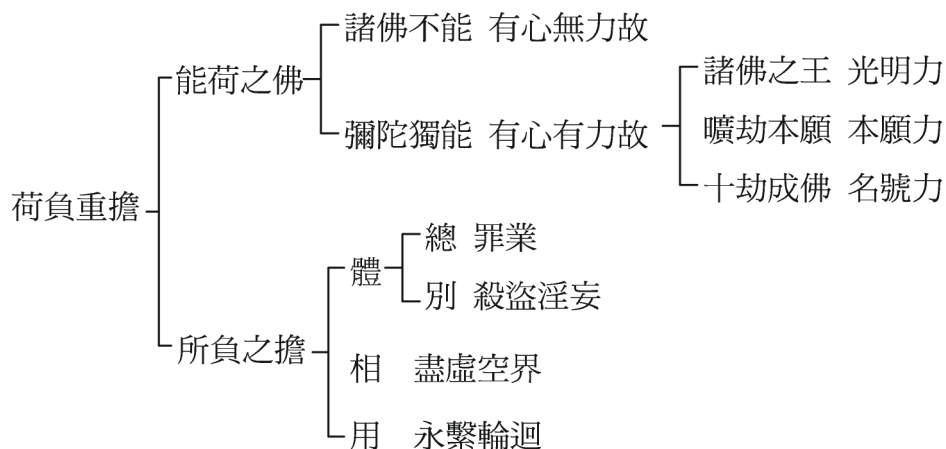 諸佛不能 有心無力故
能荷之佛
諸佛之王 光明力
彌陀獨能 有心有力故
曠劫本願 本願力
十劫成佛 名號力
荷負重擔
總 罪業
體
別 殺盜淫妄
所負之擔
相 盡虛空界
用 永繫輪迴